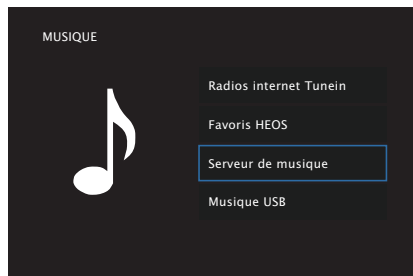 MUSIQUE
Radios internet Tunein
Favoris HEOS
Serveur de musique
Musique USB